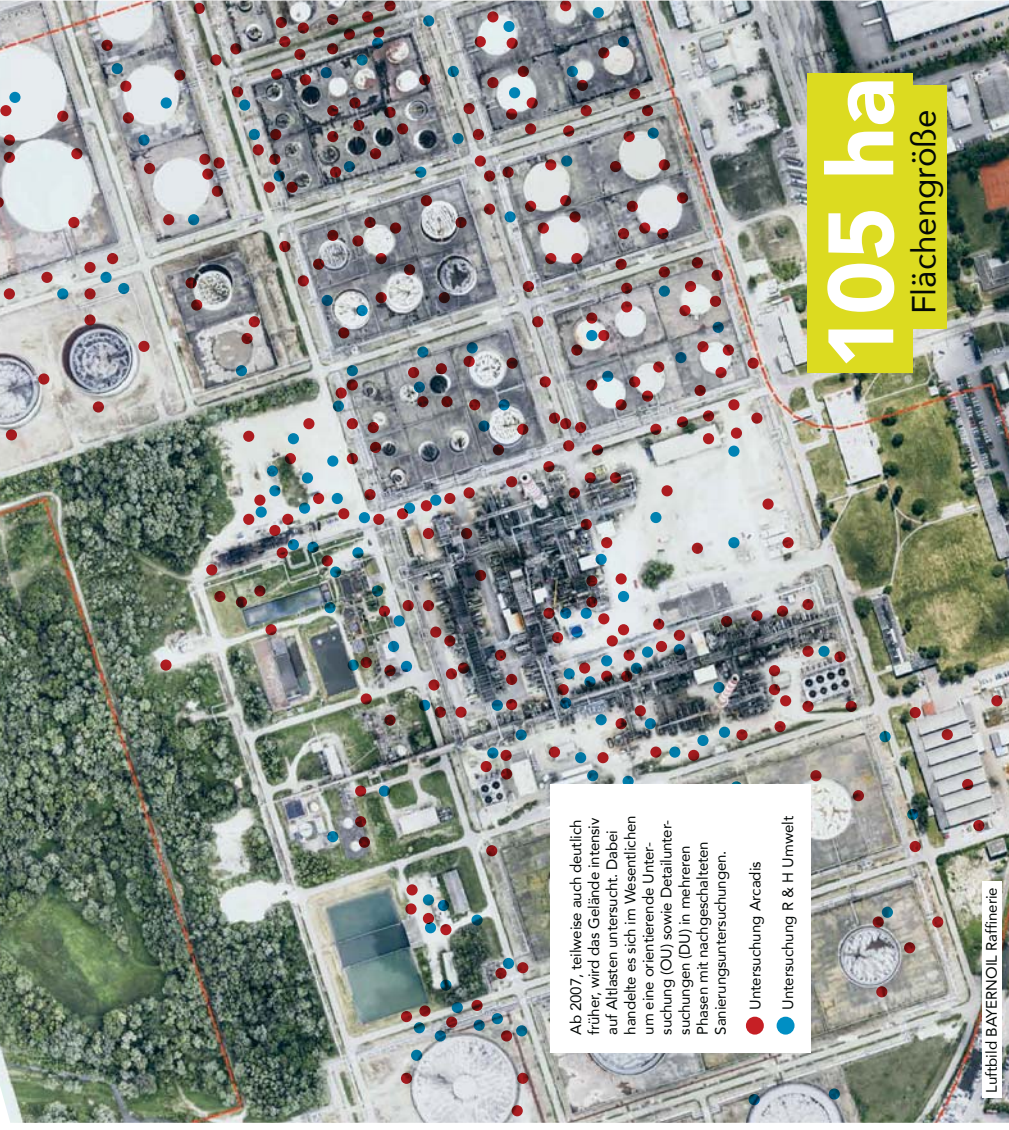 105 ha
Flächengröße
Ab 2007, teilweise auch deutlich
früher, wird das Gelände intensiv
auf Altlasten untersucht. Dabei
handelte es sich im Wesentlichen
um eine orientierende Unter-
suchung (OU) sowie Detailunter-
suchungen (DU) in mehreren
Phasen mit nachgeschalteten
Sanierungsuntersuchungen.
Untersuchung Arcadis
Untersuchung R & H Umwelt
Luftbild BAYERNOIL Raffinerie